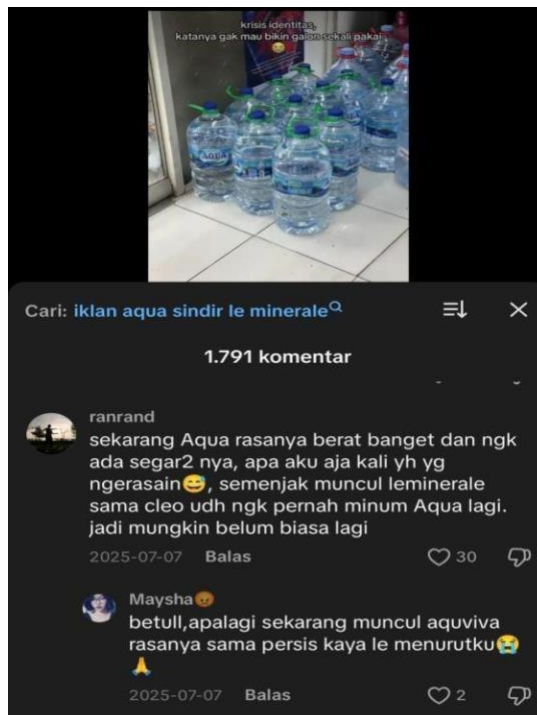 krisis identitas,
katanya gak mau bikin galon sekali pakai
😢
AQUA
Cari: iklan aqua sindir le minerale
1.791 komentar
ranrand
sekarang Aqua rasanya berat banget dan ngk
ada segar2 nya, apa aku aja kali yh yg
ngerasain😅, semenjak muncul leminerale
sama cleo udh ngk pernah minum Aqua lagi.
jadi mungkin belum biasa lagi
2025-07-07 Balas 30
Maysha😡
betull,apalagi sekarang muncul aquviva
rasanya sama persis kaya le menurutku😭
🙏
2025-07-07 Balas 2